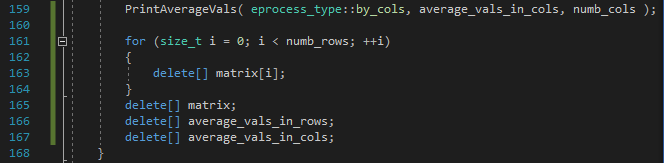 159 PrintAverageVals( eprocess_type::by_cols, average_vals_in_cols, numb_cols );
160
161 for (size_t i = 0; i < numb_rows; ++i)
162 {
163 delete[] matrix[i];
164 }
165 delete[] matrix;
166 delete[] average_vals_in_rows;
167 delete[] average_vals_in_cols;
168 }